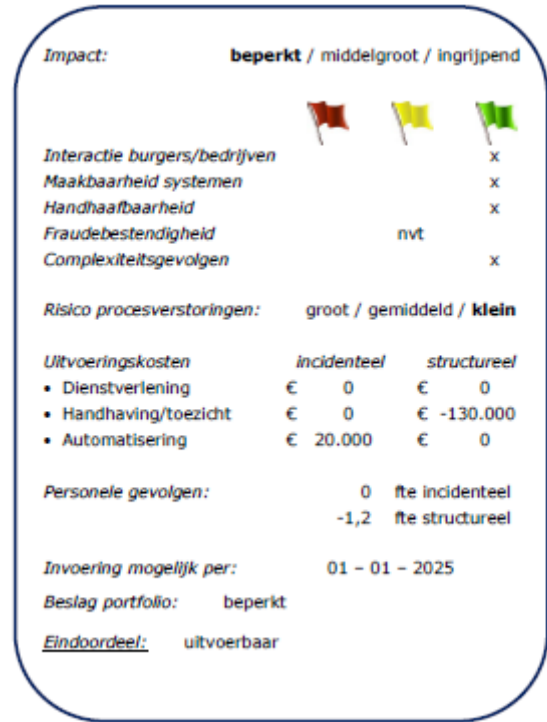 Impact: beperkt / middelgroot / ingrijpend
Interactie burgers/bedrijven x
Maakbaarheid systemen x
Handhaafbaarheid x
Fraudebestendigheid nvt
Complexiteitsgevolgen x
Risico procesverstoringen: groot / gemiddeld / klein
Uitvoeringskosten incidenteel structureel
• Dienstverlening € 0 € 0
• Handhaving/toezicht € 0 € -130.000
• Automatisering € 20.000 € 0
Personele gevolgen: 0 fte incidenteel
-1,2 fte structureel
Invoering mogelijk per: 01 – 01 – 2025
Beslag portfolio: beperkt
Eindoordeel: uitvoerbaar